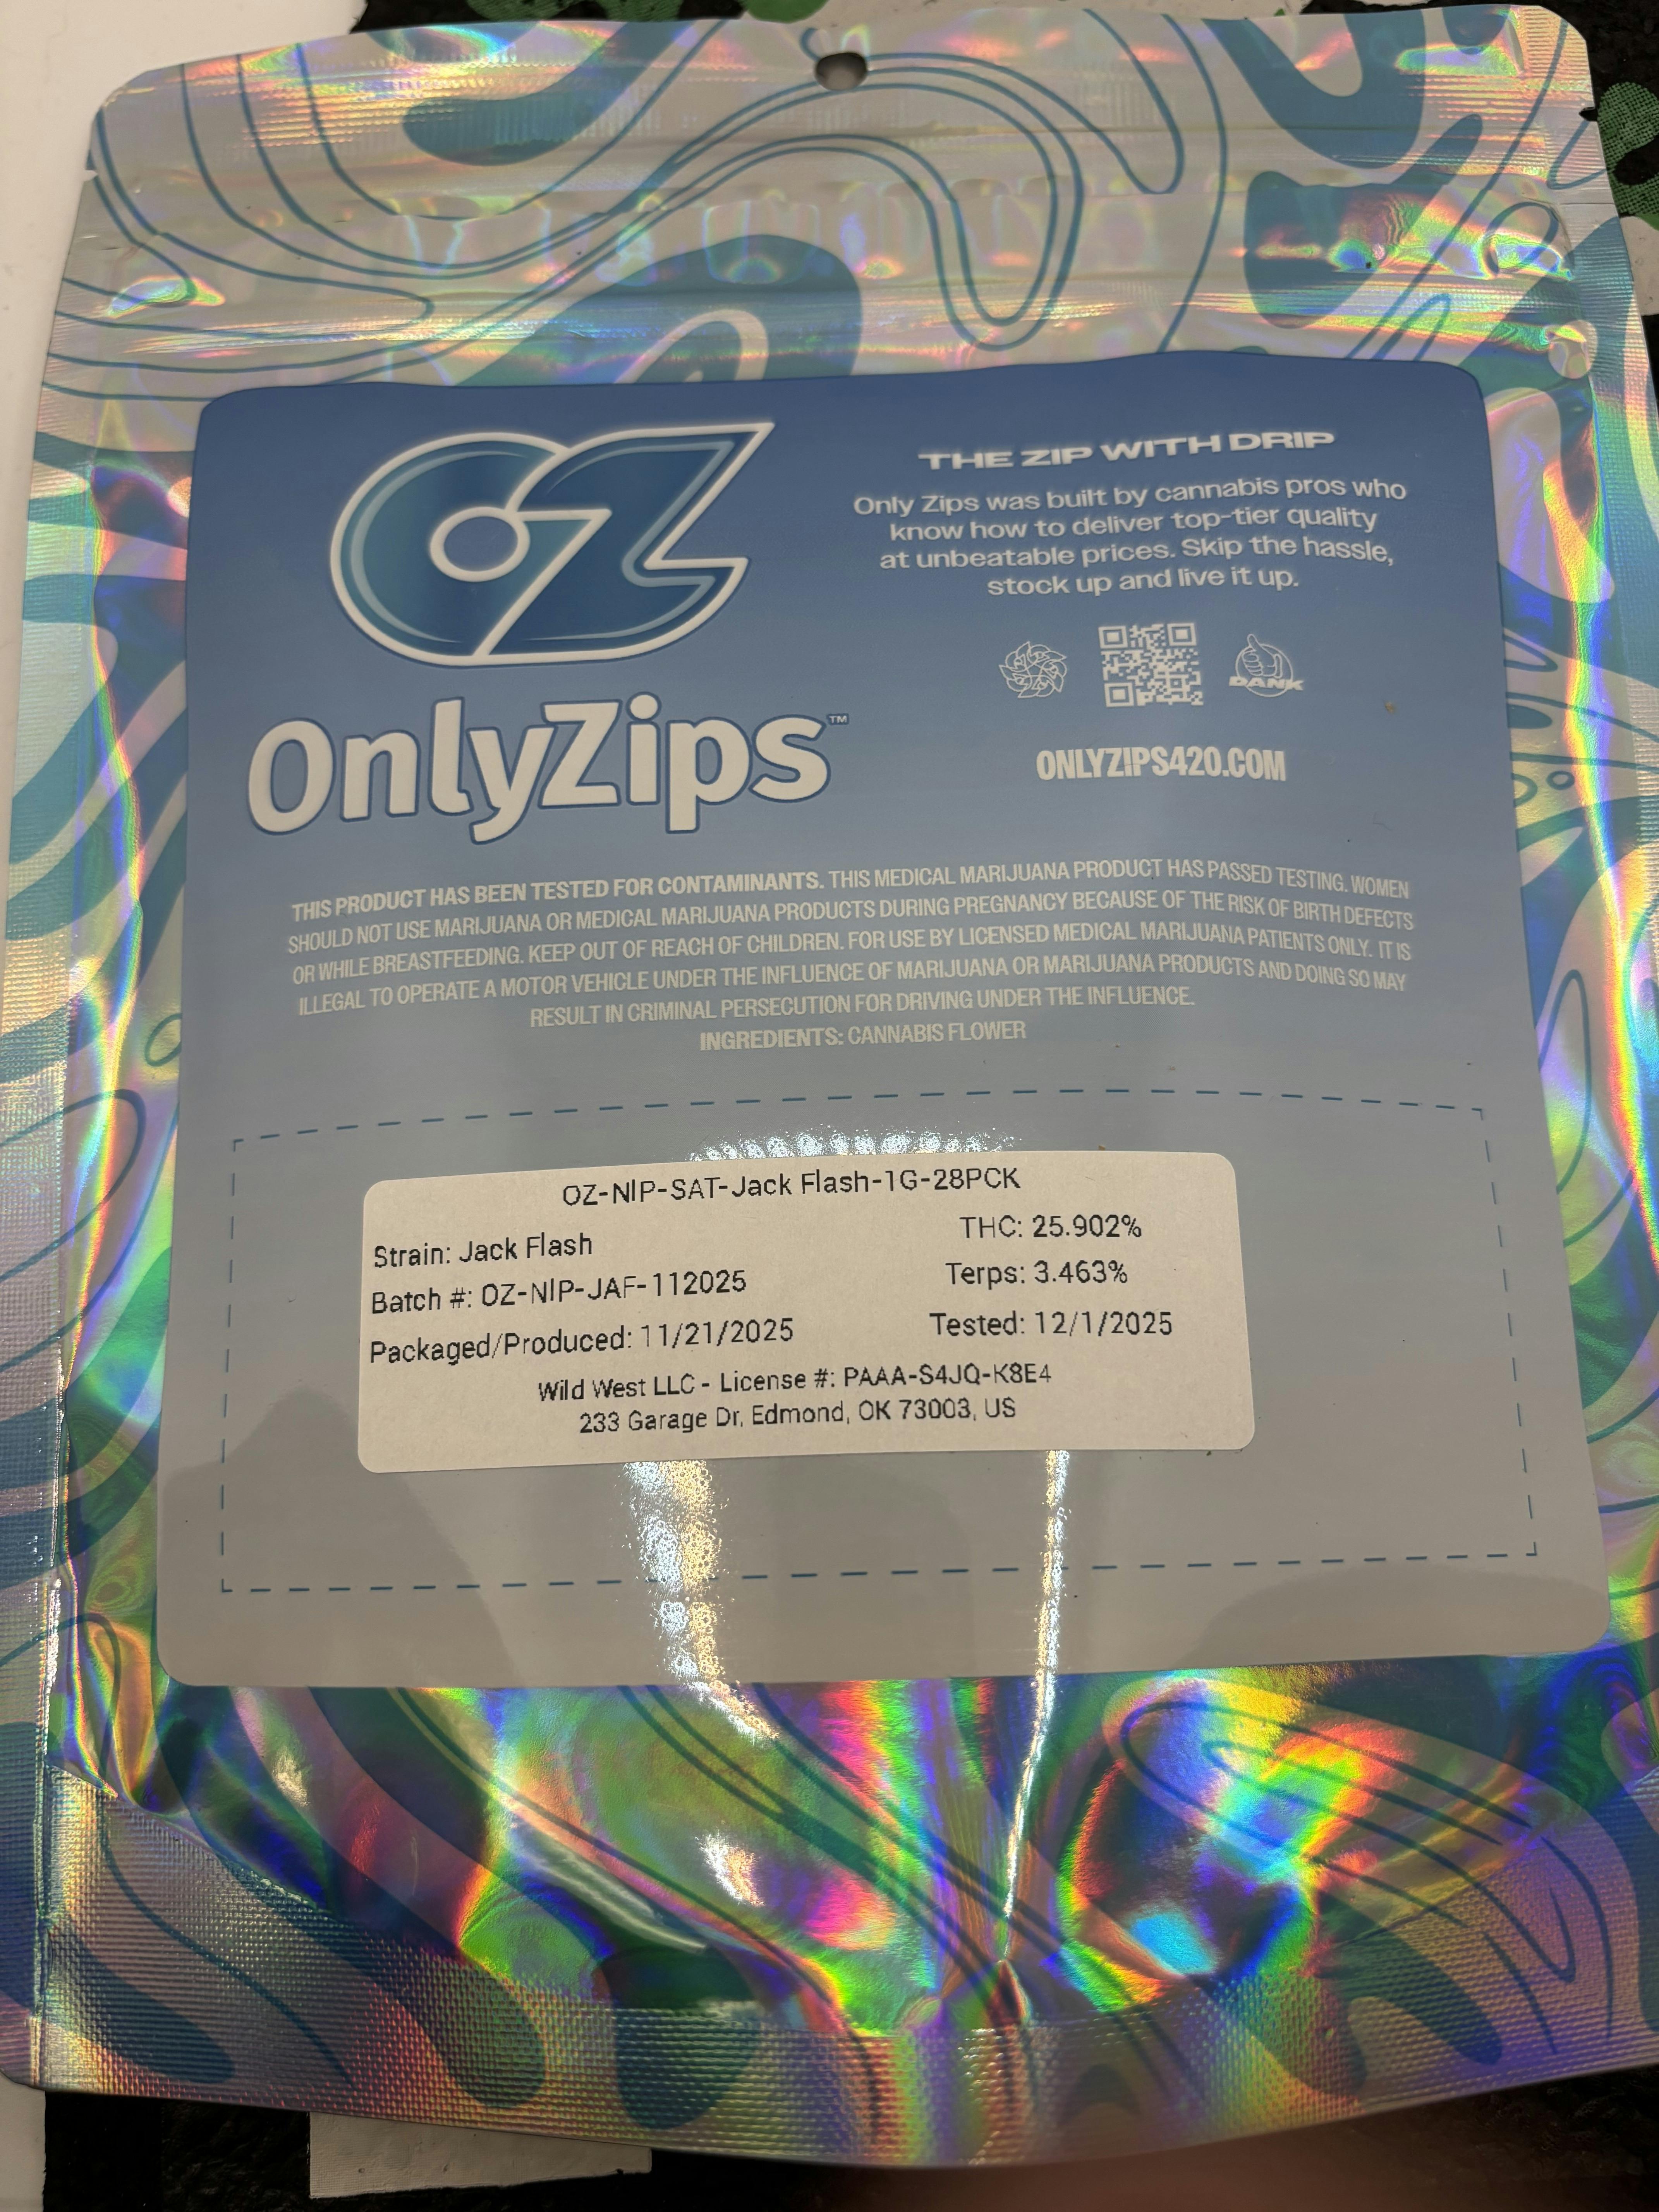 OZ
OnlyZips™
THE ZIP WITH DRIP
Only Zips was built by cannabis pros who
know how to deliver top-tier quality
at unbeatable prices. Skip the hassle,
stock up and live it up.
DANK
ONLYZIPS420.COM
THIS PRODUCT HAS BEEN TESTED FOR CONTAMINANTS. THIS MEDICAL MARIJUANA PRODUCT HAS PASSED TESTING. WOMEN
SHOULD NOT USE MARIJUANA OR MEDICAL MARIJUANA PRODUCTS DURING PREGNANCY BECAUSE OF THE RISK OF BIRTH DEFECTS
OR WHILE BREASTFEEDING. KEEP OUT OF REACH OF CHILDREN. FOR USE BY LICENSED MEDICAL MARIJUANA PATIENTS ONLY. IT IS
ILLEGAL TO OPERATE A MOTOR VEHICLE UNDER THE INFLUENCE OF MARIJUANA OR MARIJUANA PRODUCTS AND DOING SO MAY
RESULT IN CRIMINAL PERSECUTION FOR DRIVING UNDER THE INFLUENCE.
INGREDIENTS: CANNABIS FLOWER
OZ-NIP-SAT-Jack Flash-1G-28PCK
Strain: Jack Flash
THC: 25.902%
Batch #: OZ-NIP-JAF-112025
Terps: 3.463%
Packaged/Produced: 11/21/2025
Tested: 12/1/2025
Wild West LLC - License #: PAAA-S4JQ-K8E4
233 Garage Dr, Edmond, OK 73003, US